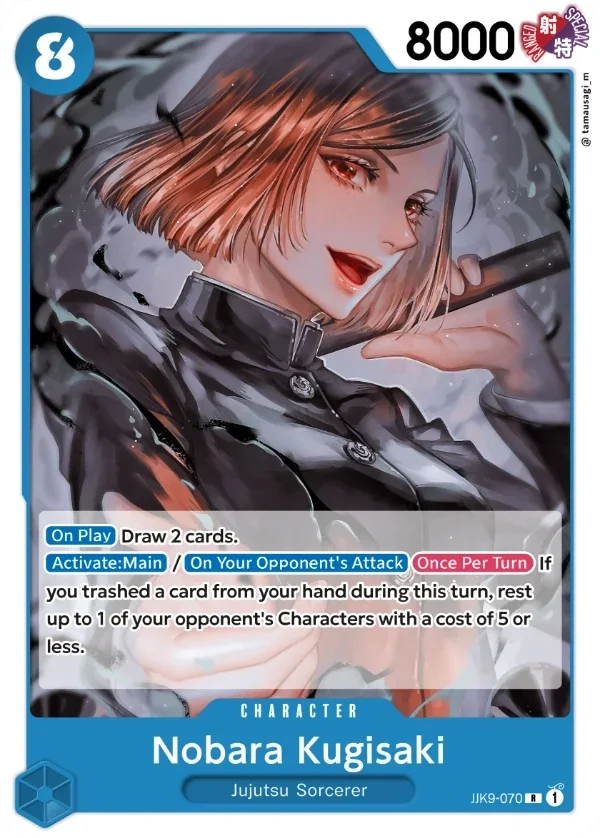 8
8000
射
特
RANGED
SPECIAL
@ tamausagi_m
On Play Draw 2 cards.
Activate:Main / On Your Opponent's Attack Once Per Turn If
you trashed a card from your hand during this turn, rest
up to 1 of your opponent's Characters with a cost of 5 or
less.
CHARACTER
Nobara Kugisaki
Jujutsu Sorcerer
JJK9-070 R 1